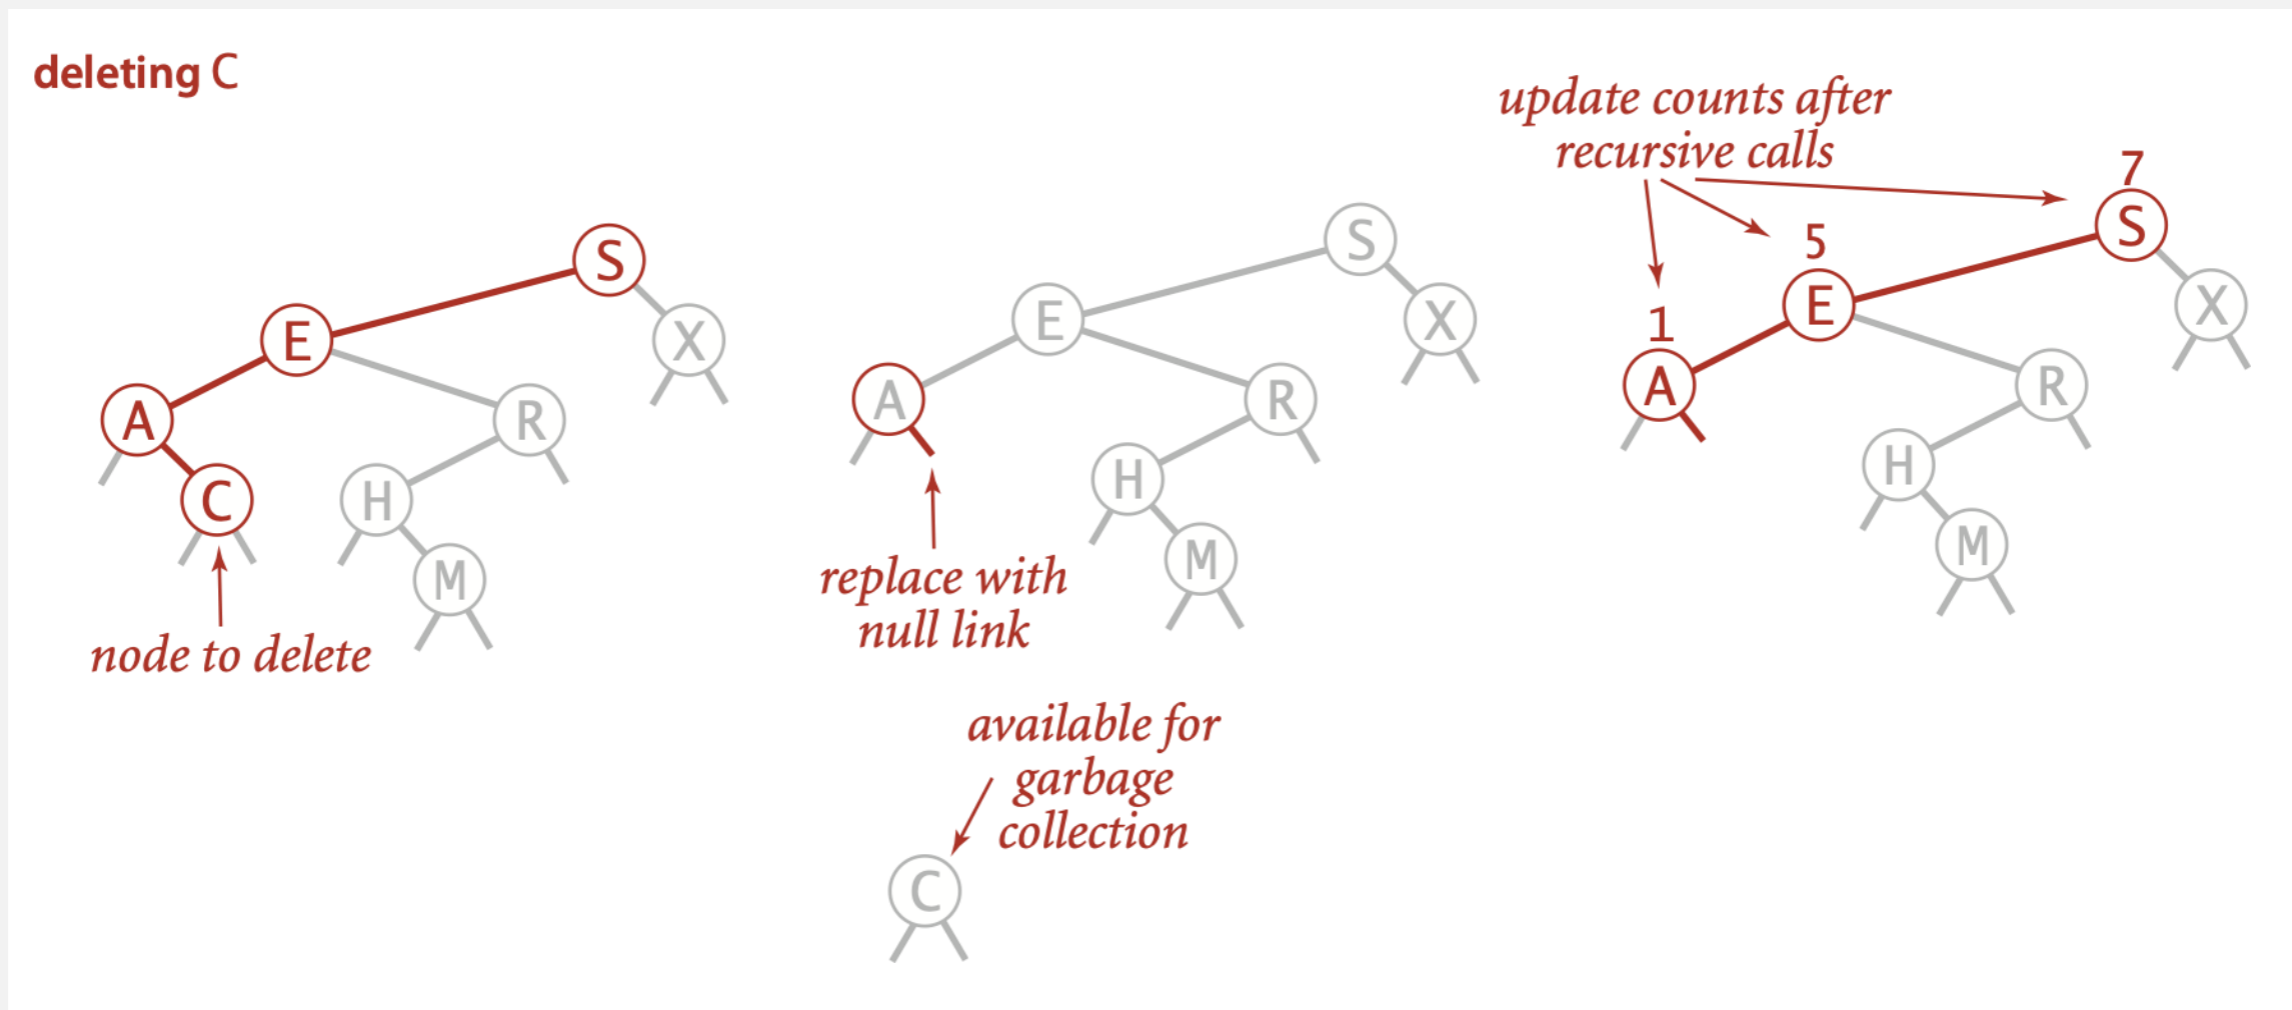 deleting C
S
E
X
A
R
C
H
M
node to delete
S
E
X
A
R
H
M
replace with
null link
available for
garbage
collection
C
update counts after
recursive calls
7
S
5
E
X
1
A
R
H
M